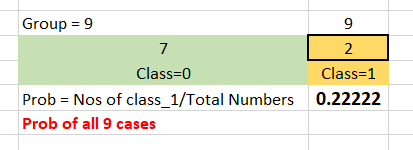 Group = 9 9
7 2
Class=0 Class=1
Prob = Nos of class_1/Total Numbers 0.22222
Prob of all 9 cases